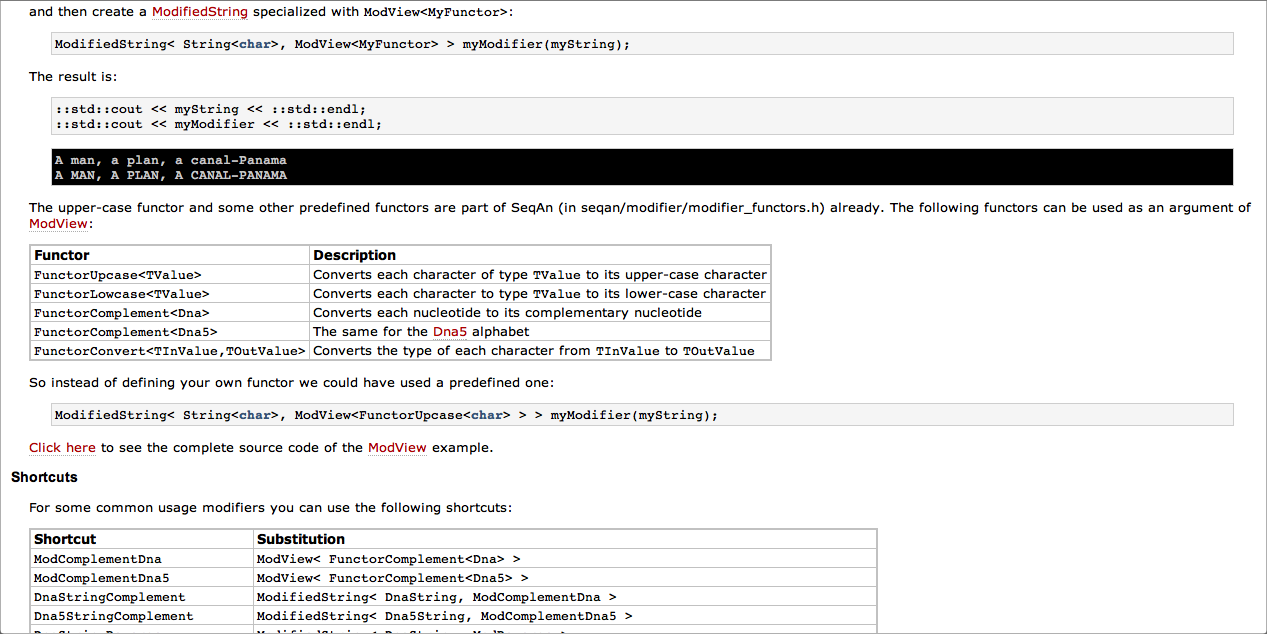 and then create a ModifiedString specialized with ModView<MyFunctor>:
ModifiedString< String<char>, ModView<MyFunctor> > myModifier(myString);
The result is:
::std::cout << myString << ::std::endl;
::std::cout << myModifier << ::std::endl;
A man, a plan, a canal-Panama
A MAN, A PLAN, A CANAL-PANAMA
The upper-case functor and some other predefined functors are part of SeqAn (in seqan/modifier/modifier_functors.h) already. The following functors can be used as an argument of
ModView:
Functor Description
FunctorUpcase<TValue> Converts each character of type TValue to its upper-case character
FunctorLowcase<TValue> Converts each character to type TValue to its lower-case character
FunctorComplement<Dna> Converts each nucleotide to its complementary nucleotide
FunctorComplement<Dna5> The same for the Dna5 alphabet
FunctorConvert<TInValue,TOutValue> Converts the type of each character from TInValue to TOutValue
So instead of defining your own functor we could have used a predefined one:
ModifiedString< String<char>, ModView<FunctorUpcase<char> > > myModifier(myString);
Click here to see the complete source code of the ModView example.
Shortcuts
For some common usage modifiers you can use the following shortcuts:
Shortcut Substitution
ModComplementDna ModView< FunctorComplement<Dna> >
ModComplementDna5 ModView< FunctorComplement<Dna5> >
DnaStringComplement ModifiedString< DnaString, ModComplementDna >
Dna5StringComplement ModifiedString< Dna5String, ModComplementDna5 >